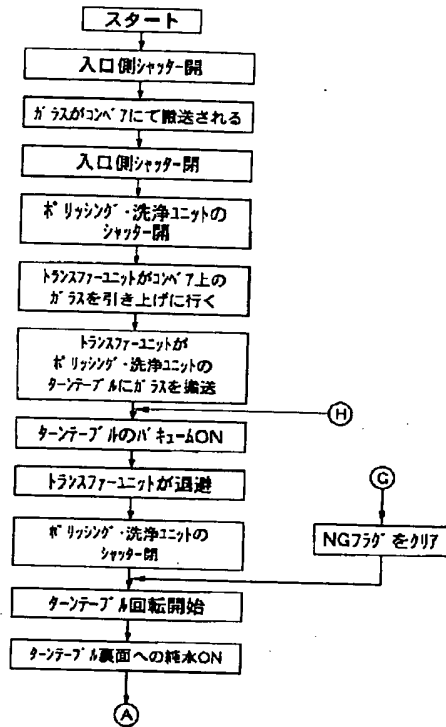 スタート
入口側シャッター開
ガラスがコンベアにて搬送される
入口側シャッター閉
ポリッシング・洗浄ユニットの
シャッター開
トランスファーユニットがコンベア上の
ガラスを引き上げに行く
トランスファーユニットが
ポリッシング・洗浄ユニットの
ターンテーブルにガラスを搬送
H
ターンテーブルのバキュームON
トランスファーユニットが退避
G
ポリッシング・洗浄ユニットの
シャッター閉
NGフラグをクリア
ターンテーブル回転開始
ターンテーブル裏面への純水ON
A